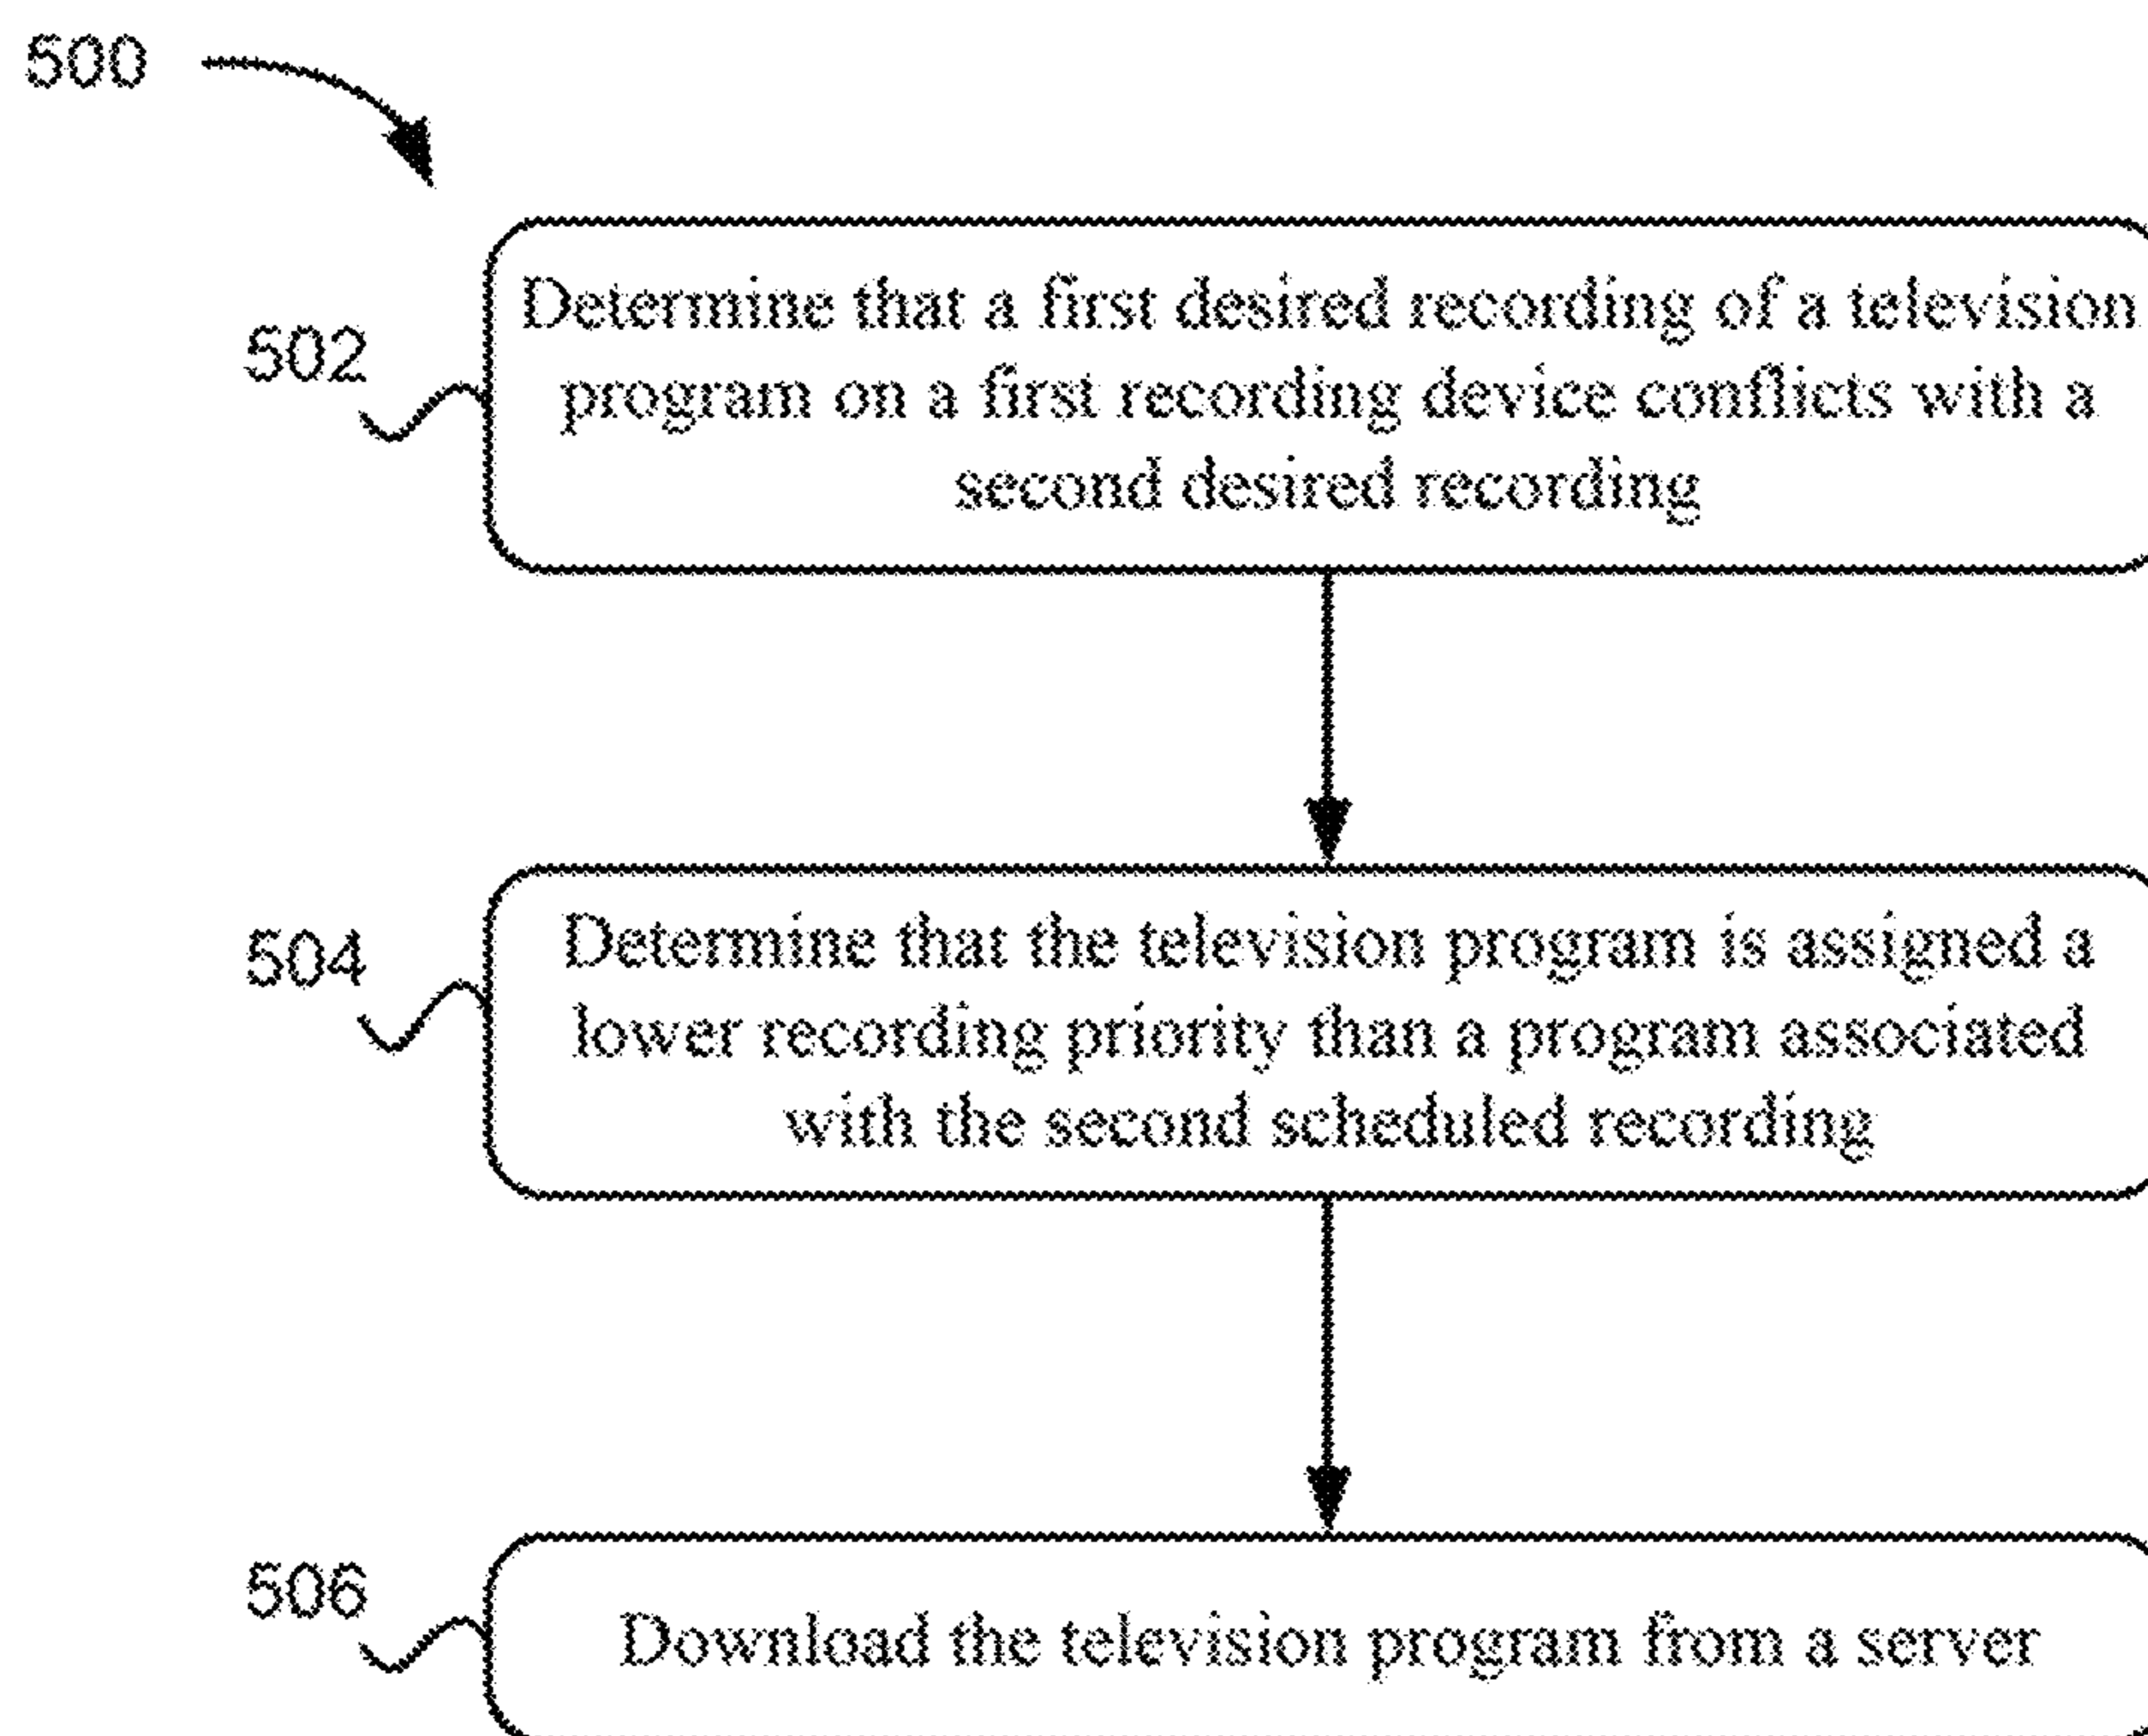 500
502
Determine that a first desired recording of a television
program on a first recording device conflicts with a
second desired recording
504
Determine that the television program is assigned a
lower recording priority than a program associated
with the second scheduled recording
506
Download the television program from a server